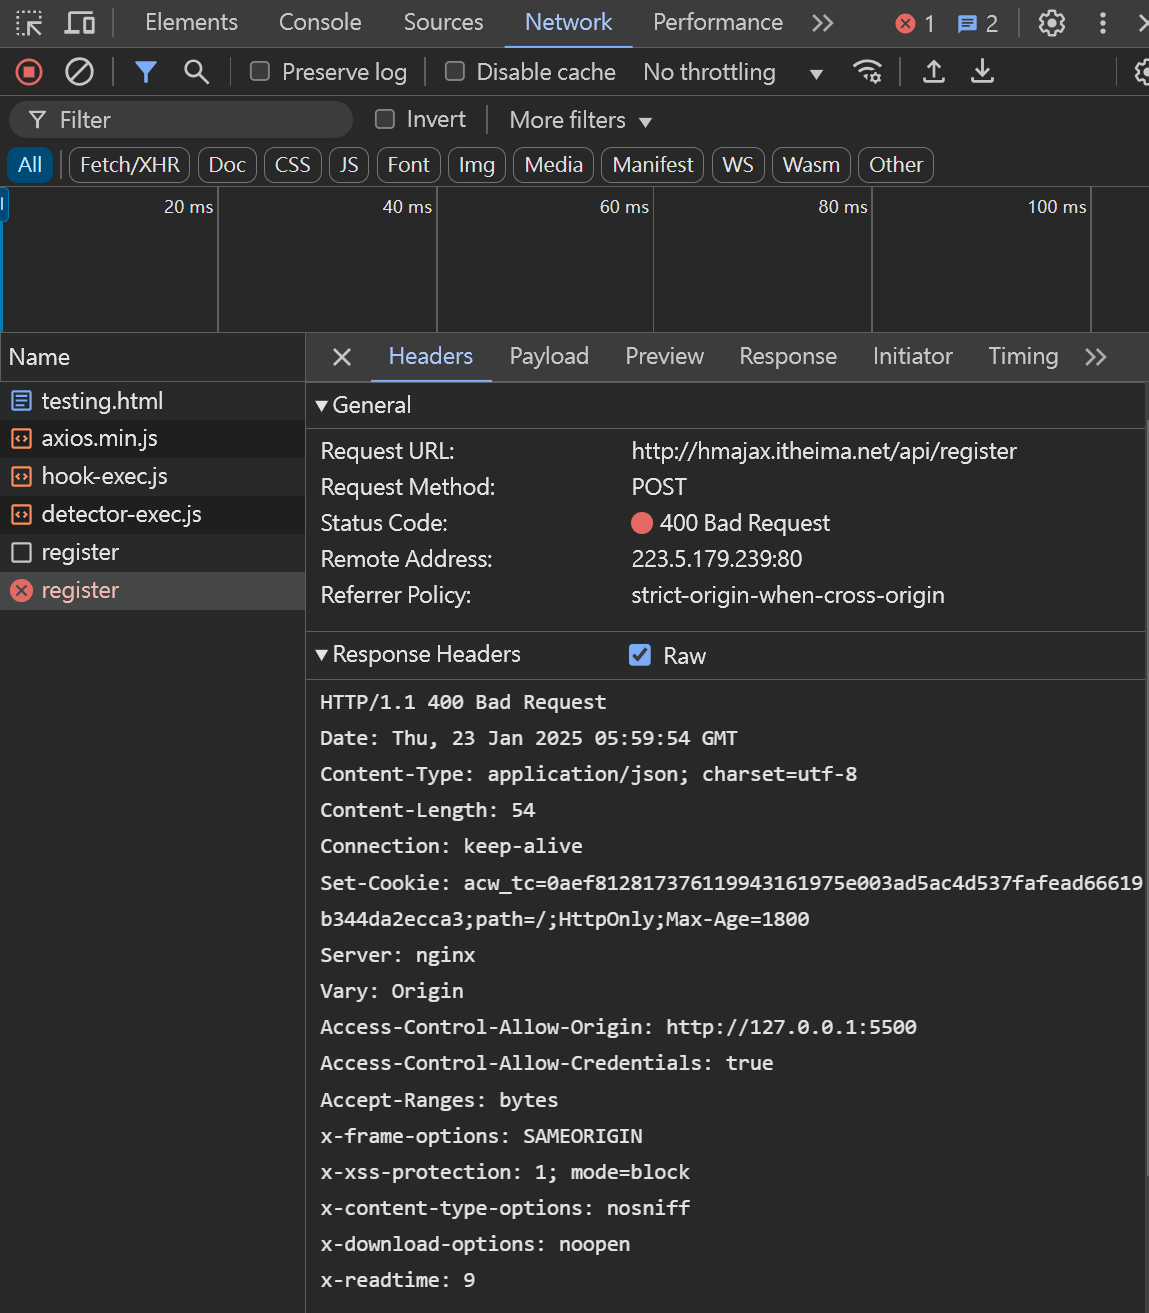 Elements Console Sources Network Performance 1 2
Preserve log Disable cache No throttling
Filter Invert More filters
All Fetch/XHR Doc CSS JS Font Img Media Manifest WS Wasm Other
20 ms 40 ms 60 ms 80 ms 100 ms
Name
testing.html
axios.min.js
hook-exec.js
detector-exec.js
register
register
Headers Payload Preview Response Initiator Timing
General
Request URL: http://hmajax.itheima.net/api/register
Request Method: POST
Status Code: 400 Bad Request
Remote Address: 223.5.179.239:80
Referrer Policy: strict-origin-when-cross-origin
Response Headers Raw
HTTP/1.1 400 Bad Request
Date: Thu, 23 Jan 2025 05:59:54 GMT
Content-Type: application/json; charset=utf-8
Content-Length: 54
Connection: keep-alive
Set-Cookie: acw_tc=0aef812817376119943161975e003ad5ac4d537fafead66619
b344da2ecca3;path=/;HttpOnly;Max-Age=1800
Server: nginx
Vary: Origin
Access-Control-Allow-Origin: http://127.0.0.1:5500
Access-Control-Allow-Credentials: true
Accept-Ranges: bytes
x-frame-options: SAMEORIGIN
x-xss-protection: 1; mode=block
x-content-type-options: nosniff
x-download-options: noopen
x-readtime: 9